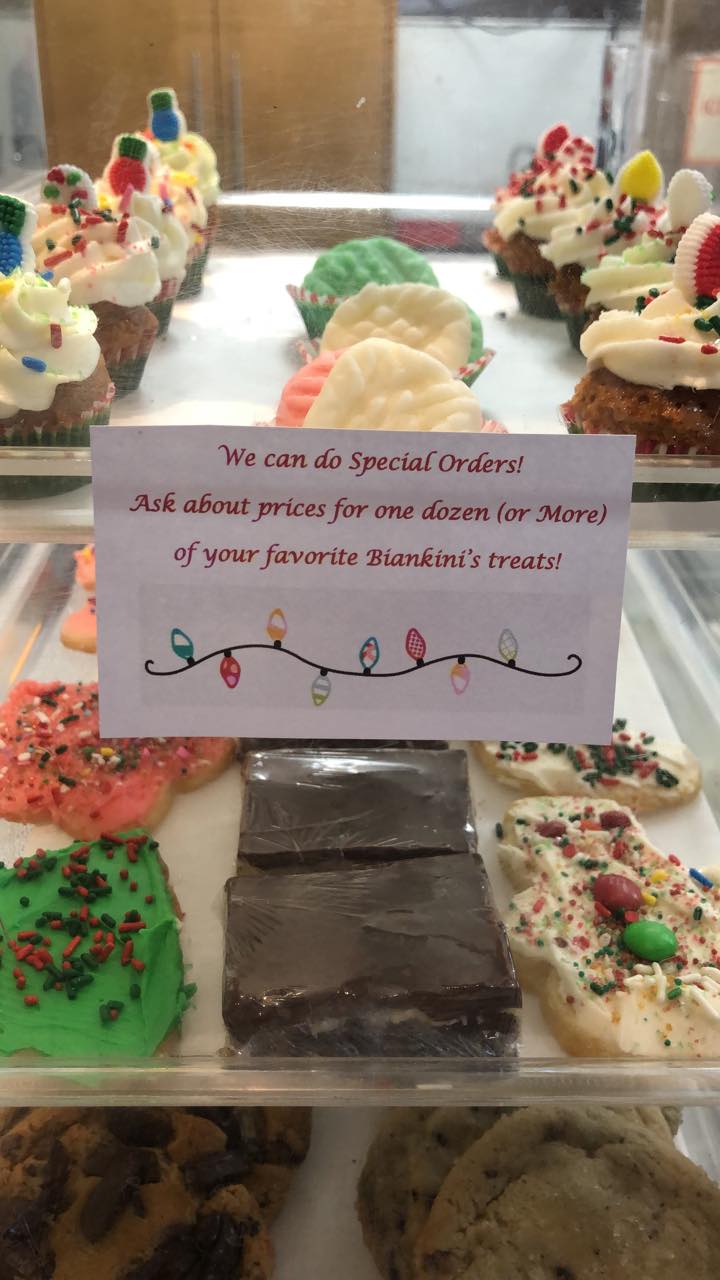 We can do Special Orders!
Ask about prices for one dozen (or More)
of your favorite Biankini's treats!